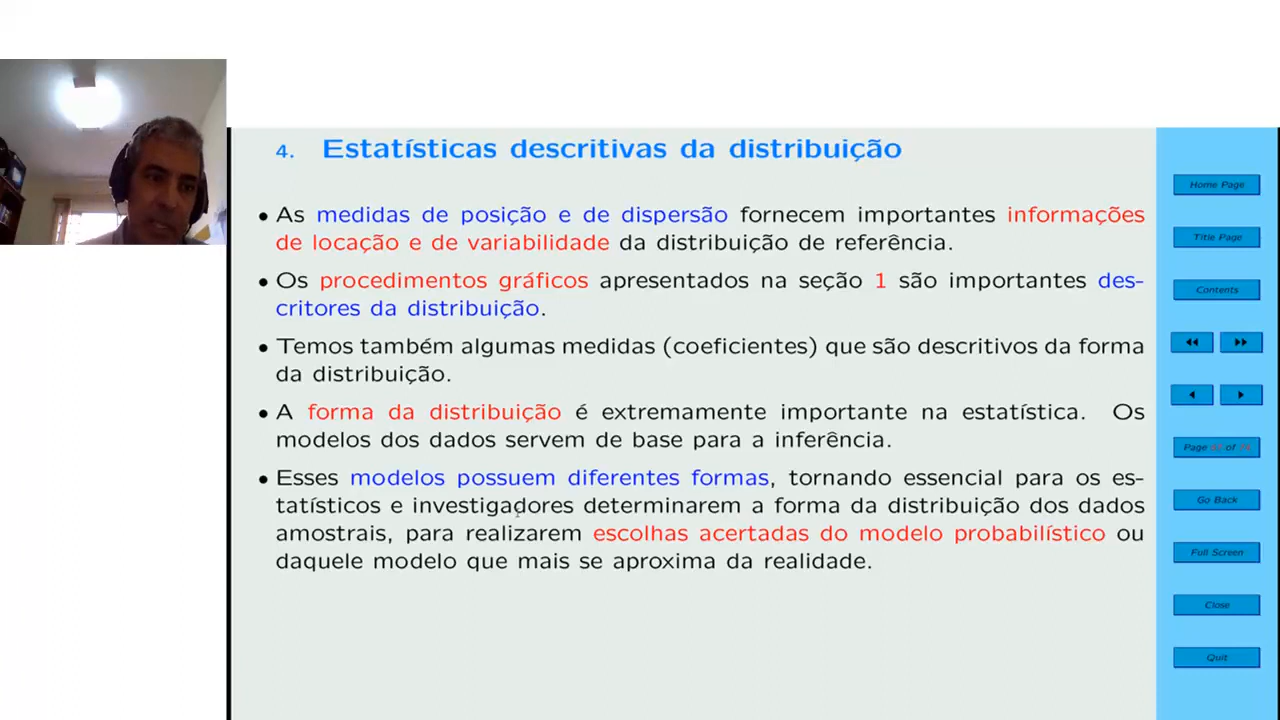 4. Estatísticas descritivas da distribuição
• As medidas de posição e de dispersão fornecem importantes informações
de locação e de variabilidade da distribuição de referência.
• Os procedimentos gráficos apresentados na seção 1 são importantes des-
critores da distribuição.
• Temos também algumas medidas (coeficientes) que são descritivos da forma
da distribuição.
• A forma da distribuição é extremamente importante na estatística. Os
modelos dos dados servem de base para a inferência.
• Esses modelos possuem diferentes formas, tornando essencial para os es-
tatísticos e investigadores determinarem a forma da distribuição dos dados
amostrais, para realizarem escolhas acertadas do modelo probabilístico ou
daquele modelo que mais se aproxima da realidade.
Home Page
Title Page
Contents
Page of
Go Back
Full Screen
Close
Quit